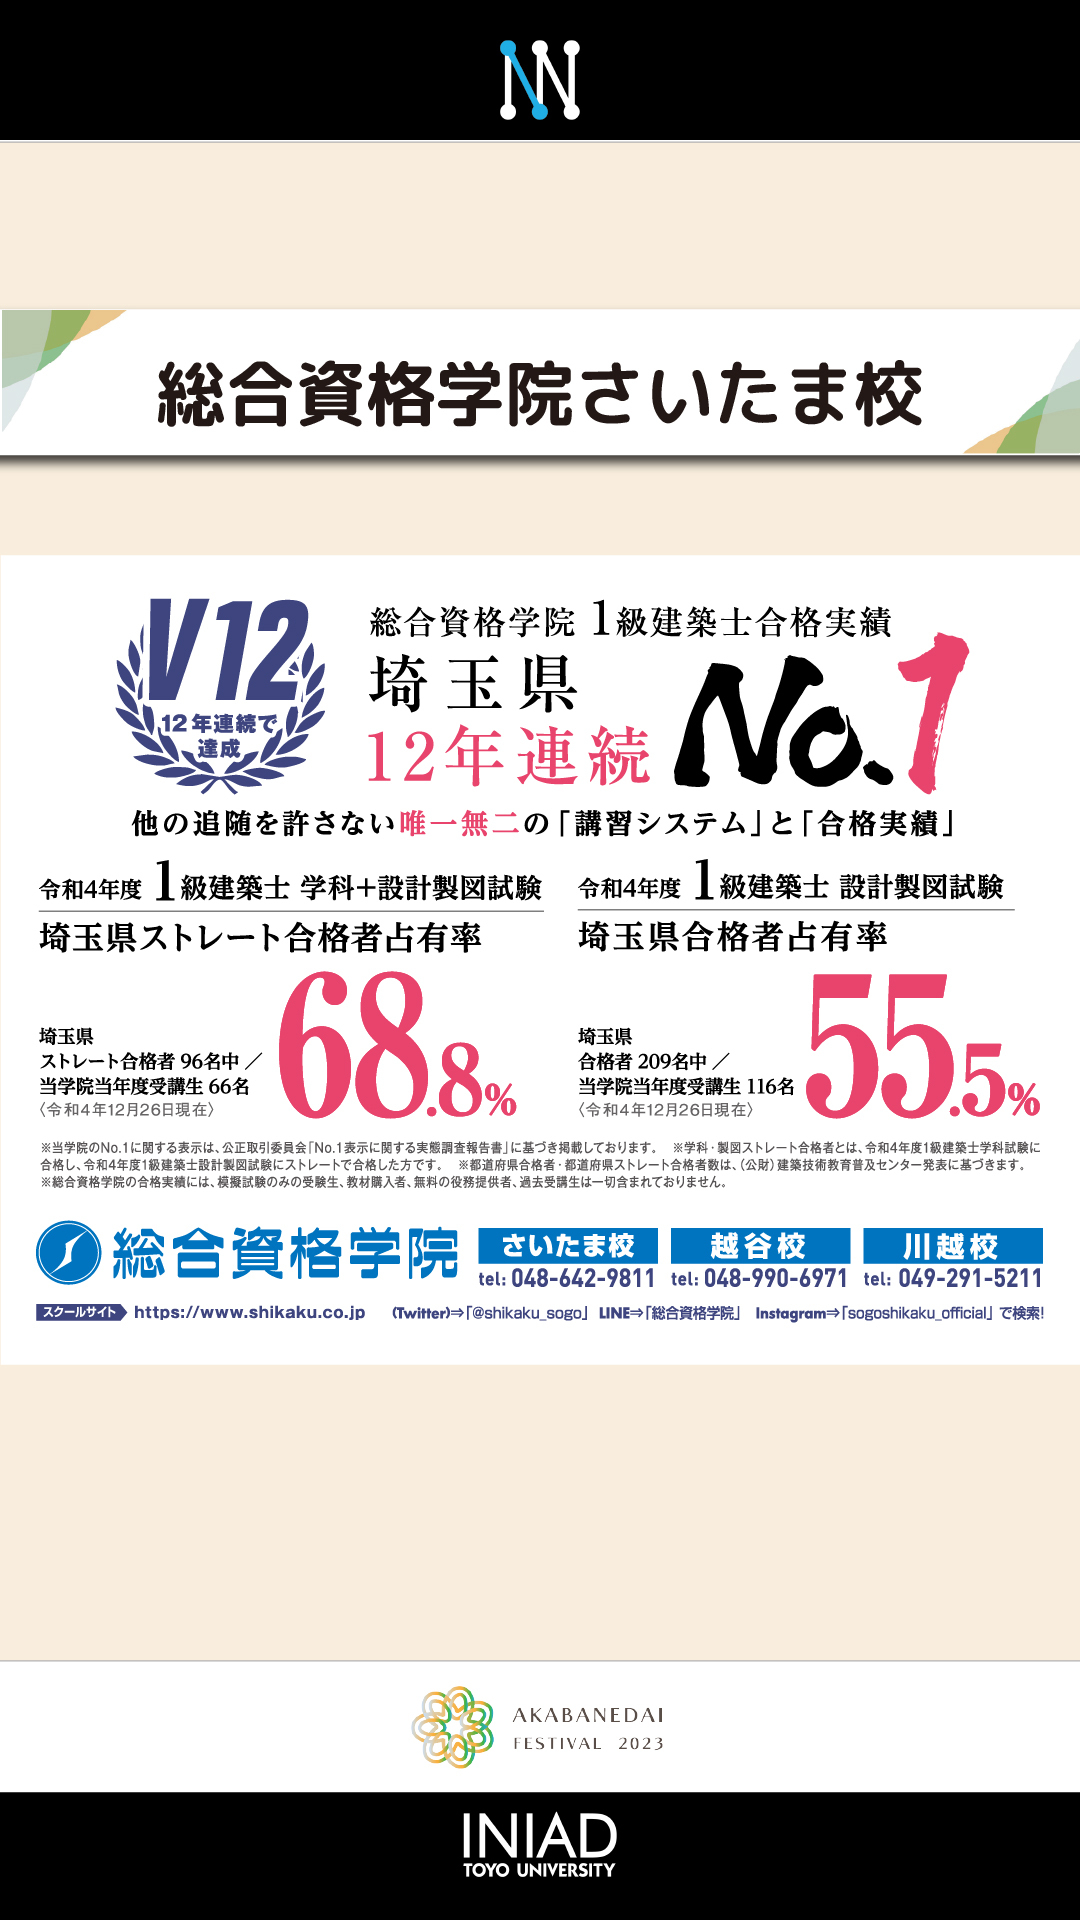 総合資格学院さいたま校
V12
12年連続で
達成
総合資格学院 1級建築士合格実績
埼玉県
12年連続
No.1
他の追随を許さない唯一無二の「講習システム」と「合格実績」
令和4年度 1級建築士 学科+設計製図試験
埼玉県ストレート合格者占有率
埼玉県
ストレート合格者 96名中 ／
当学院当年度受講生 66名
〈令和4年12月26日現在〉
68.8%
令和4年度 1級建築士 設計製図試験
埼玉県合格者占有率
埼玉県
合格者 209名中 ／
当学院当年度受講生 116名
〈令和4年12月26日現在〉
55.5%
※当学院のNo.1に関する表示は、公正取引委員会「No.1表示に関する実態調査報告書」に基づき掲載しております。 ※学科・製図ストレート合格者とは、令和4年度1級建築士学科試験に
合格し、令和4年度1級建築士設計製図試験にストレートで合格した方です。 ※都道府県合格者・都道府県ストレート合格者数は、（公財）建築技術教育普及センター発表に基づきます。
※総合資格学院の合格実績には、模擬試験のみの受験生、教材購入者、無料の役務提供者、過去受講生は一切含まれておりません。
総合資格学院
さいたま校
tel: 048-642-9811
越谷校
tel: 048-990-6971
川越校
tel: 049-291-5211
スクールサイト https://www.shikaku.co.jp (Twitter)⇒「@shikaku_sogo」 LINE⇒「総合資格学院」 Instagram⇒「sogoshikaku_official」で検索!
AKABANEDAI
FESTIVAL 2023
INIAD
TOYO UNIVERSITY